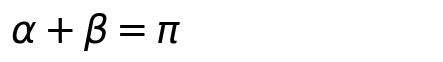 α + β = π